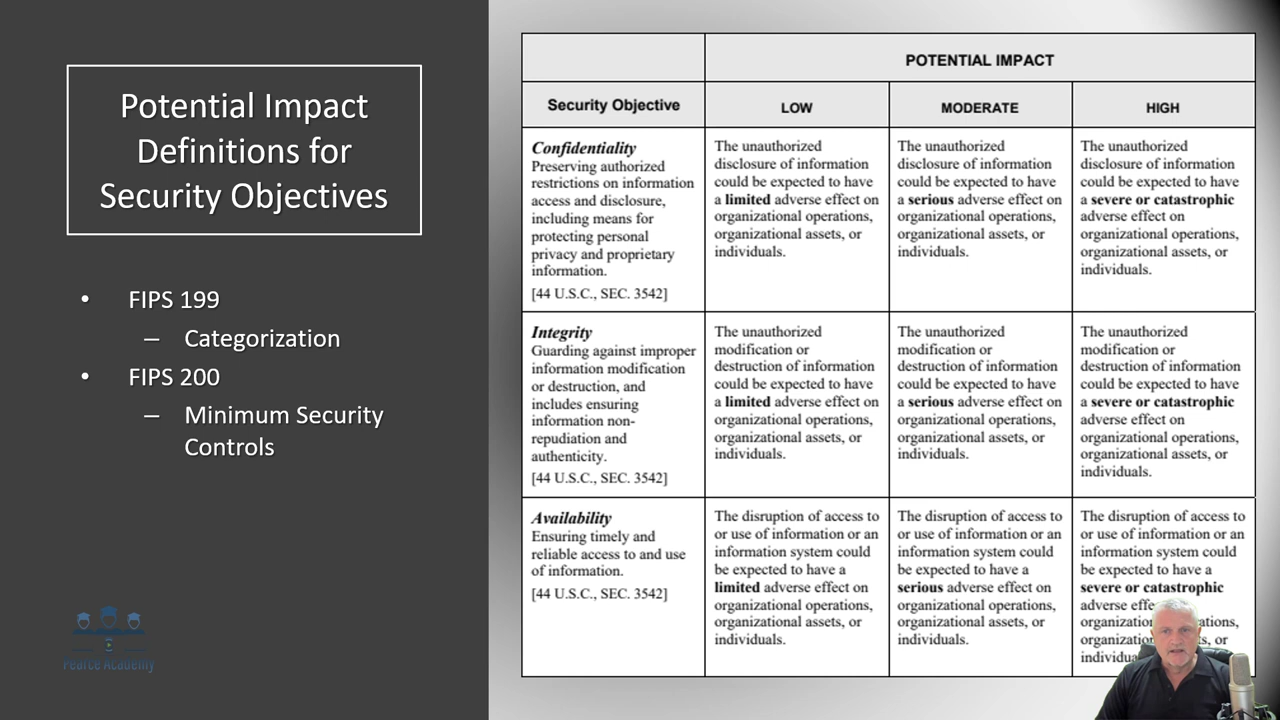 Potential Impact
Definitions for
Security Objectives
• FIPS 199
– Categorization
• FIPS 200
– Minimum Security
Controls
Pearce Academy
POTENTIAL IMPACT
Security Objective
LOW
MODERATE
HIGH
Confidentiality
Preserving authorized
restrictions on information
access and disclosure,
including means for
protecting personal
privacy and proprietary
information.
[44 U.S.C., SEC. 3542]
The unauthorized
disclosure of information
could be expected to have
a limited adverse effect on
organizational operations,
organizational assets, or
individuals.
The unauthorized
disclosure of information
could be expected to have
a serious adverse effect on
organizational operations,
organizational assets, or
individuals.
The unauthorized
disclosure of information
could be expected to have
a severe or catastrophic
adverse effect on
organizational operations,
organizational assets, or
individuals.
Integrity
Guarding against improper
information modification
or destruction, and
includes ensuring
information non-
repudiation and
authenticity.
[44 U.S.C., SEC. 3542]
The unauthorized
modification or
destruction of information
could be expected to have
a limited adverse effect on
organizational operations,
organizational assets, or
individuals.
The unauthorized
modification or
destruction of information
could be expected to have
a serious adverse effect on
organizational operations,
organizational assets, or
individuals.
The unauthorized
modification or
destruction of information
could be expected to have
a severe or catastrophic
adverse effect on
organizational operations,
organizational assets, or
individuals.
Availability
Ensuring timely and
reliable access to and use
of information.
[44 U.S.C., SEC. 3542]
The disruption of access to
or use of information or an
information system could
be expected to have a
limited adverse effect on
organizational operations,
organizational assets, or
individuals.
The disruption of access to
or use of information or an
information system could
be expected to have a
serious adverse effect on
organizational operations,
organizational assets, or
individuals.
The disruption of access to
or use of information or an
information system could
be expected to have a
severe or catastrophic
adverse
or